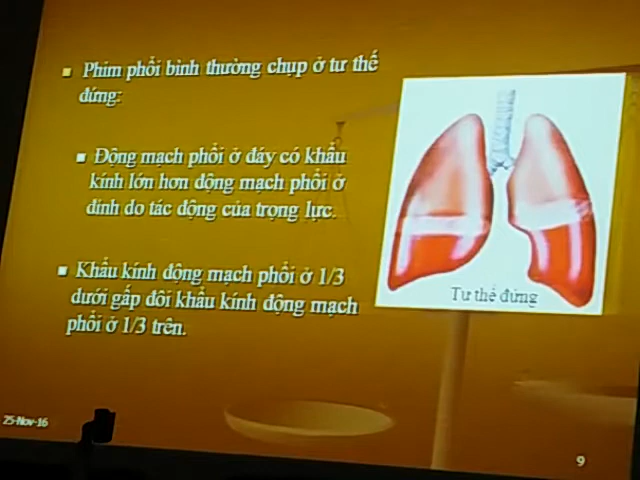 Phim phổi bình thường chụp ở tư thế
đứng:
Động mạch phổi ở đáy có khẩu
kính lớn hơn động mạch phổi ở
đỉnh do tác động của trọng lực.
Khẩu kính động mạch phổi ở 1/3
dưới gấp đôi khẩu kính động mạch
phổi ở 1/3 trên.
Tư thế đứng
25-Nov-16
9